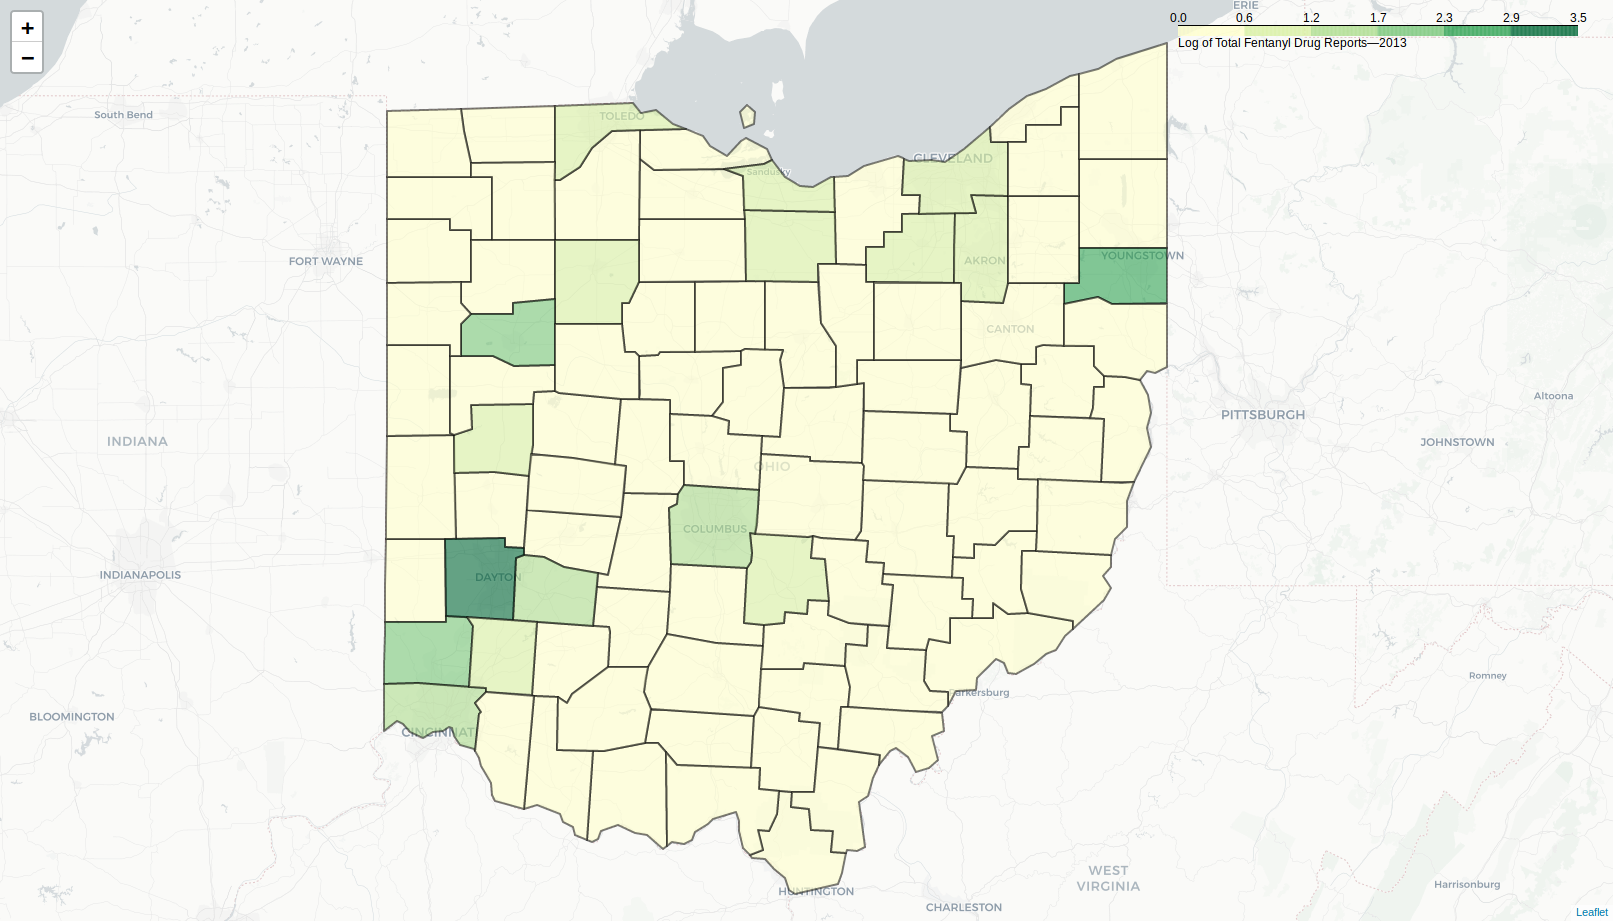 ERIE
+
−
0.0 0.6 1.2 1.7 2.3 2.9 3.5
Log of Total Fentanyl Drug Reports—2013
South Bend
TOLEDO
CLEVELAND
Sandusky
FORT WAYNE
AKRON
YOUNGSTOWN
CANTON
Altoona
PITTSBURGH
INDIANA
JOHNSTOWN
OHIO
COLUMBUS
INDIANAPOLIS
DAYTON
Romney
arkersburg
BLOOMINGTON
CINCINNAT
WEST
VIRGINIA
Harrisonburg
HUNTINGTON
CHARLESTON
Leaflet